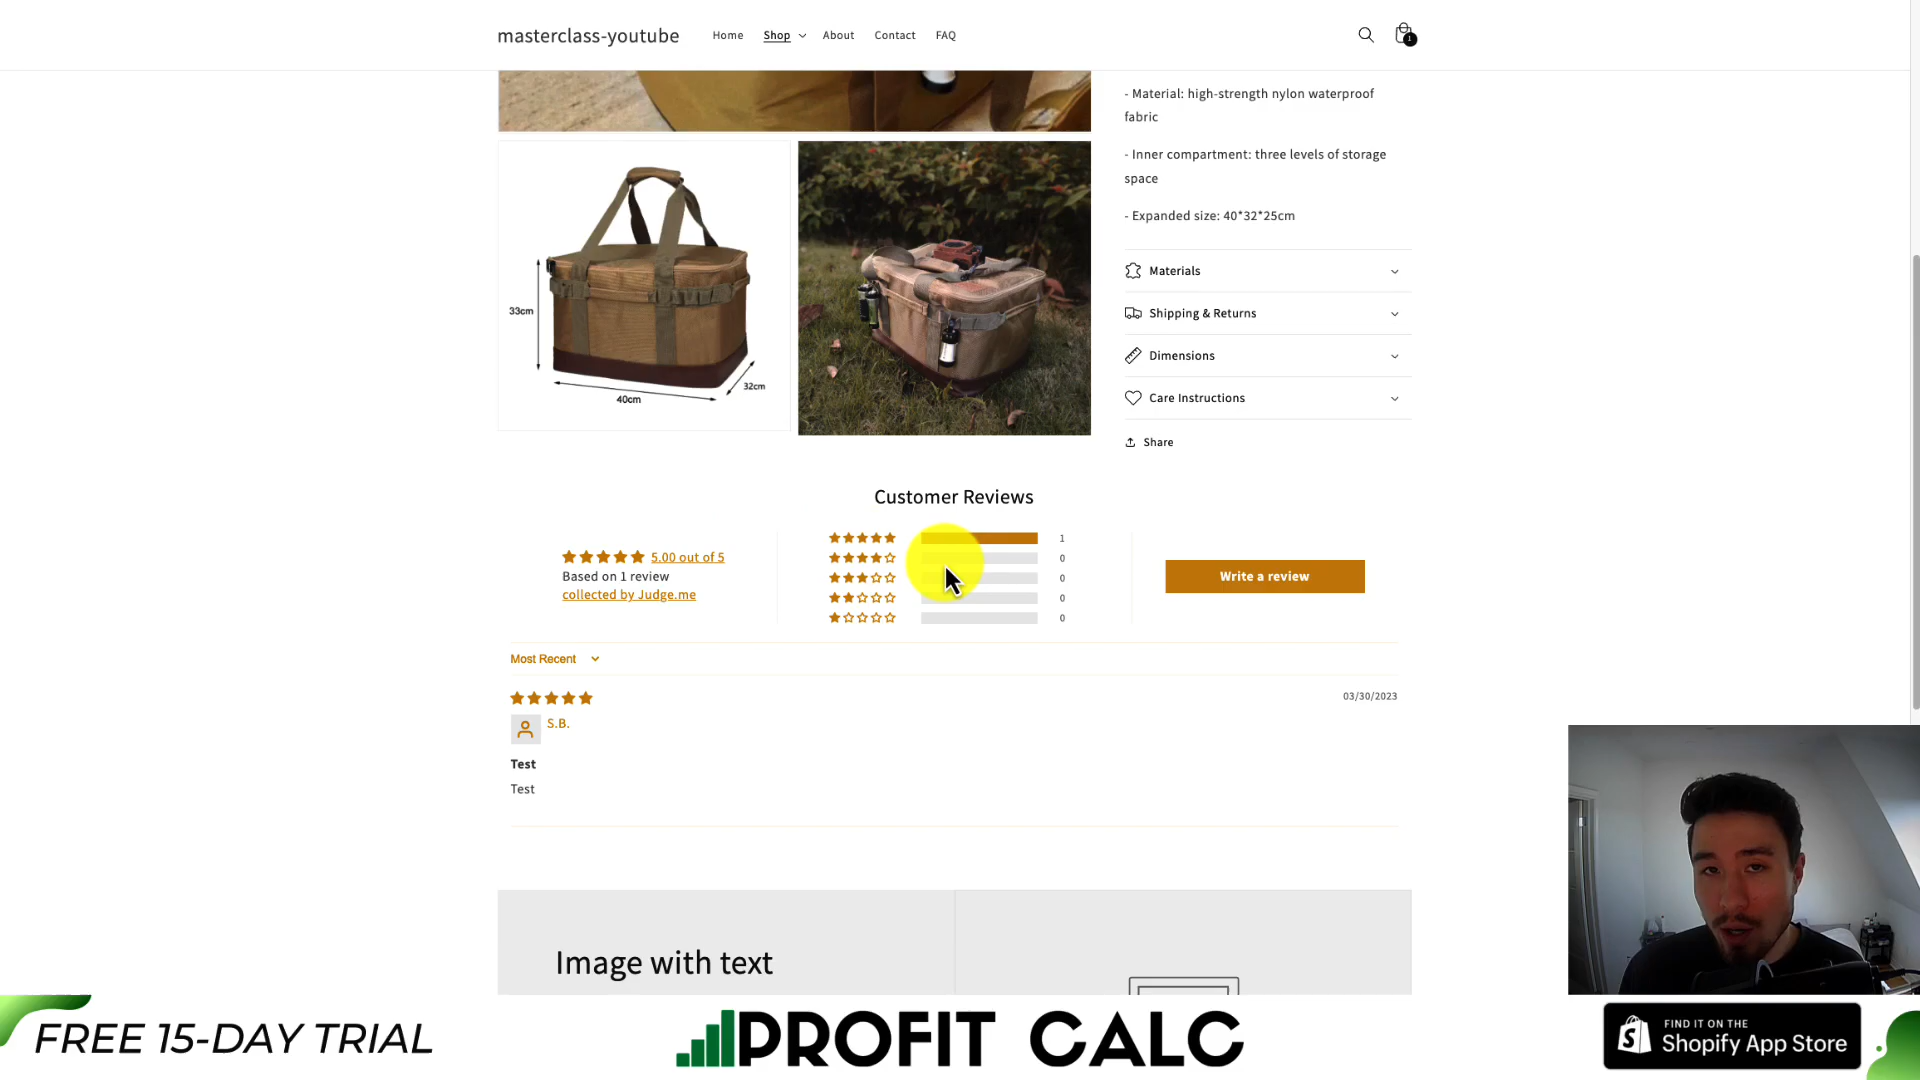 masterclass-youtube
Home
Shop
About
Contact
FAQ
1
- Material: high-strength nylon waterproof
fabric
- Inner compartment: three levels of storage
space
- Expanded size: 40*32*25cm
33cm
40cm
32cm
Materials
Shipping & Returns
Dimensions
Care Instructions
Share
Customer Reviews
5.00 out of 5
Based on 1 review
collected by Judge.me
1
0
0
0
0
Write a review
Most Recent
03/30/2023
S.B.
Test
Test
Image with text
FREE 15-DAY TRIAL
PROFIT CALC
FIND IT ON THE
Shopify App Store